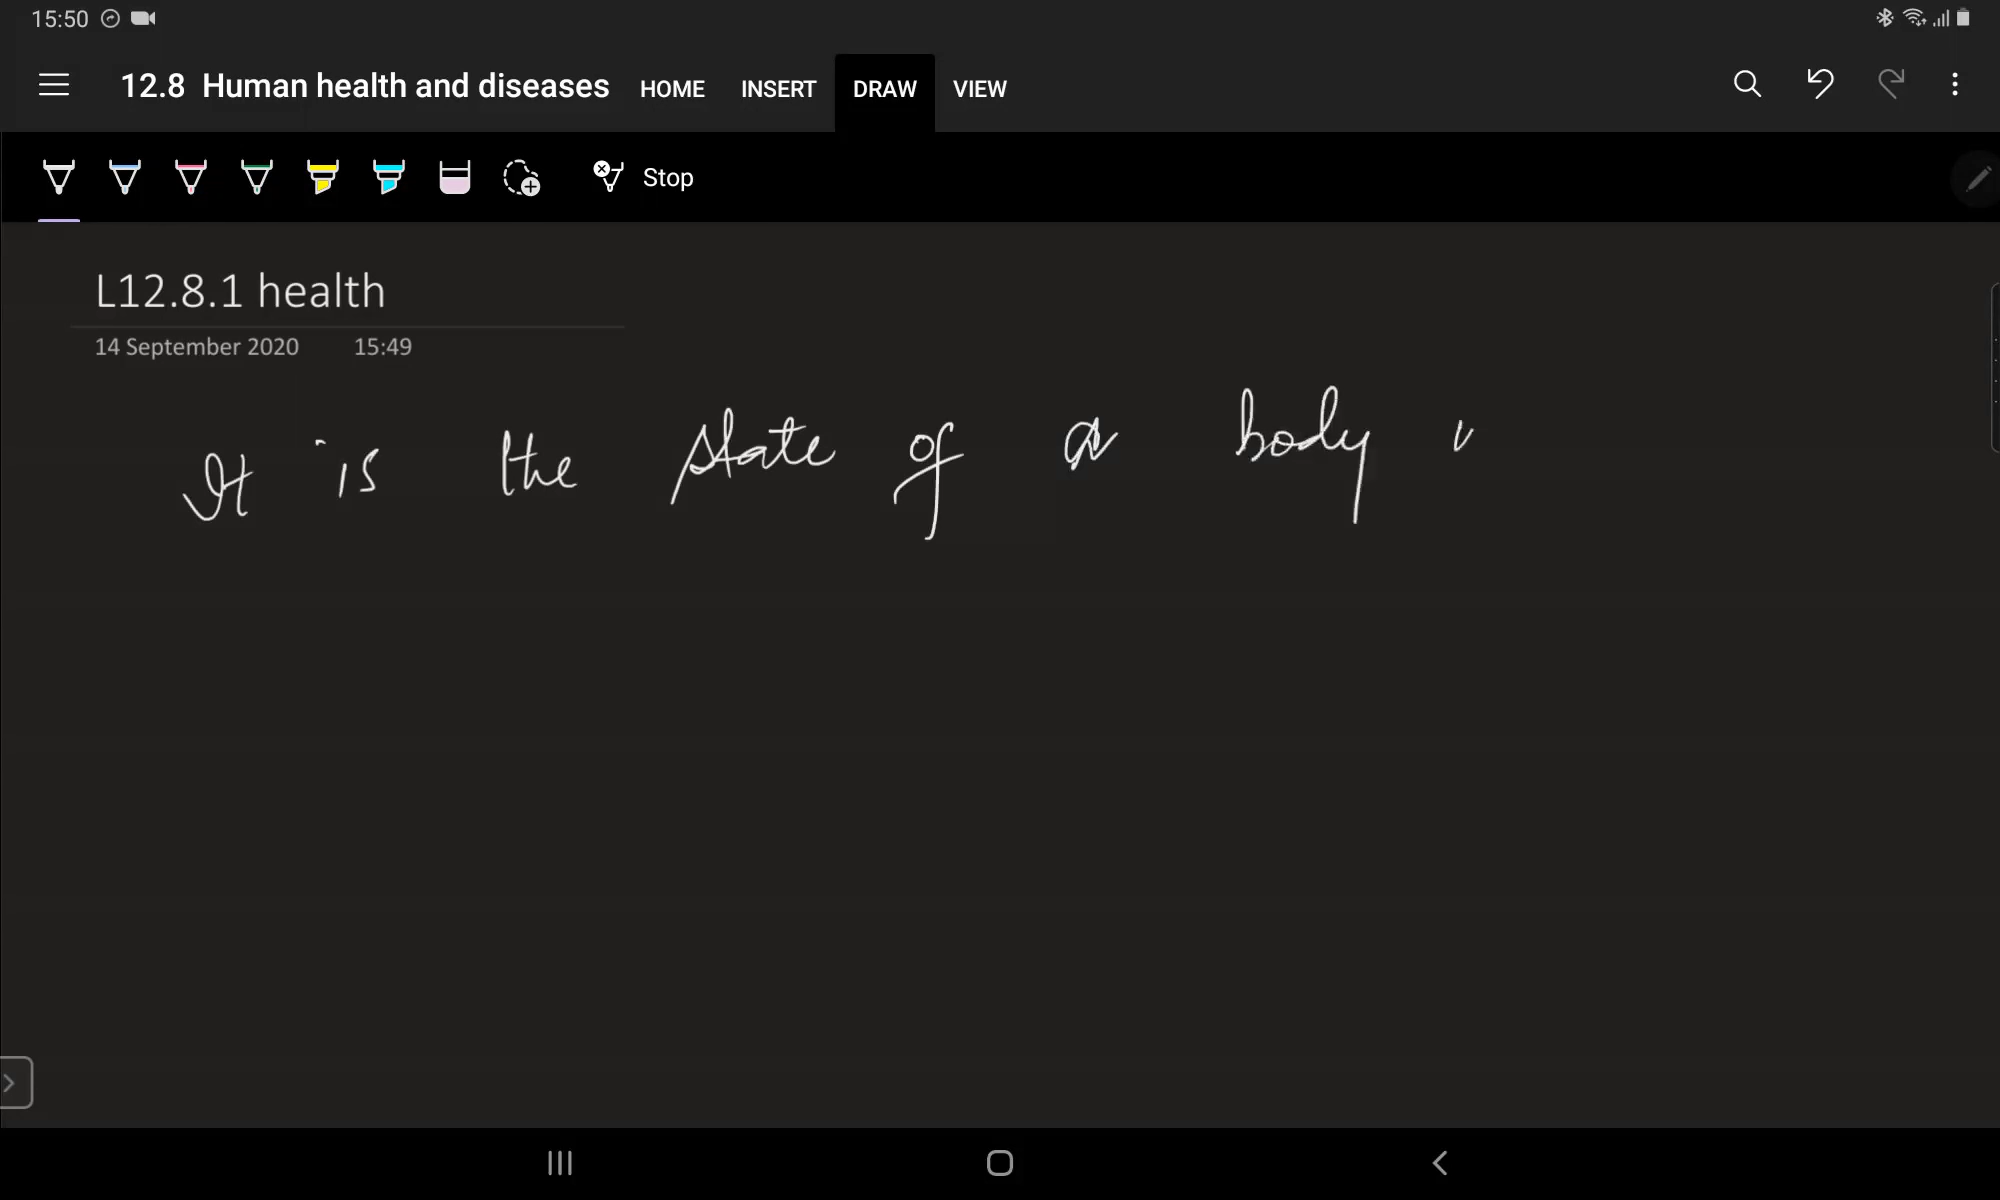 15:50
12.8 Human health and diseases HOME INSERT DRAW VIEW
Stop
L12.8.1 health
14 September 2020 15:49
It is the state of a body